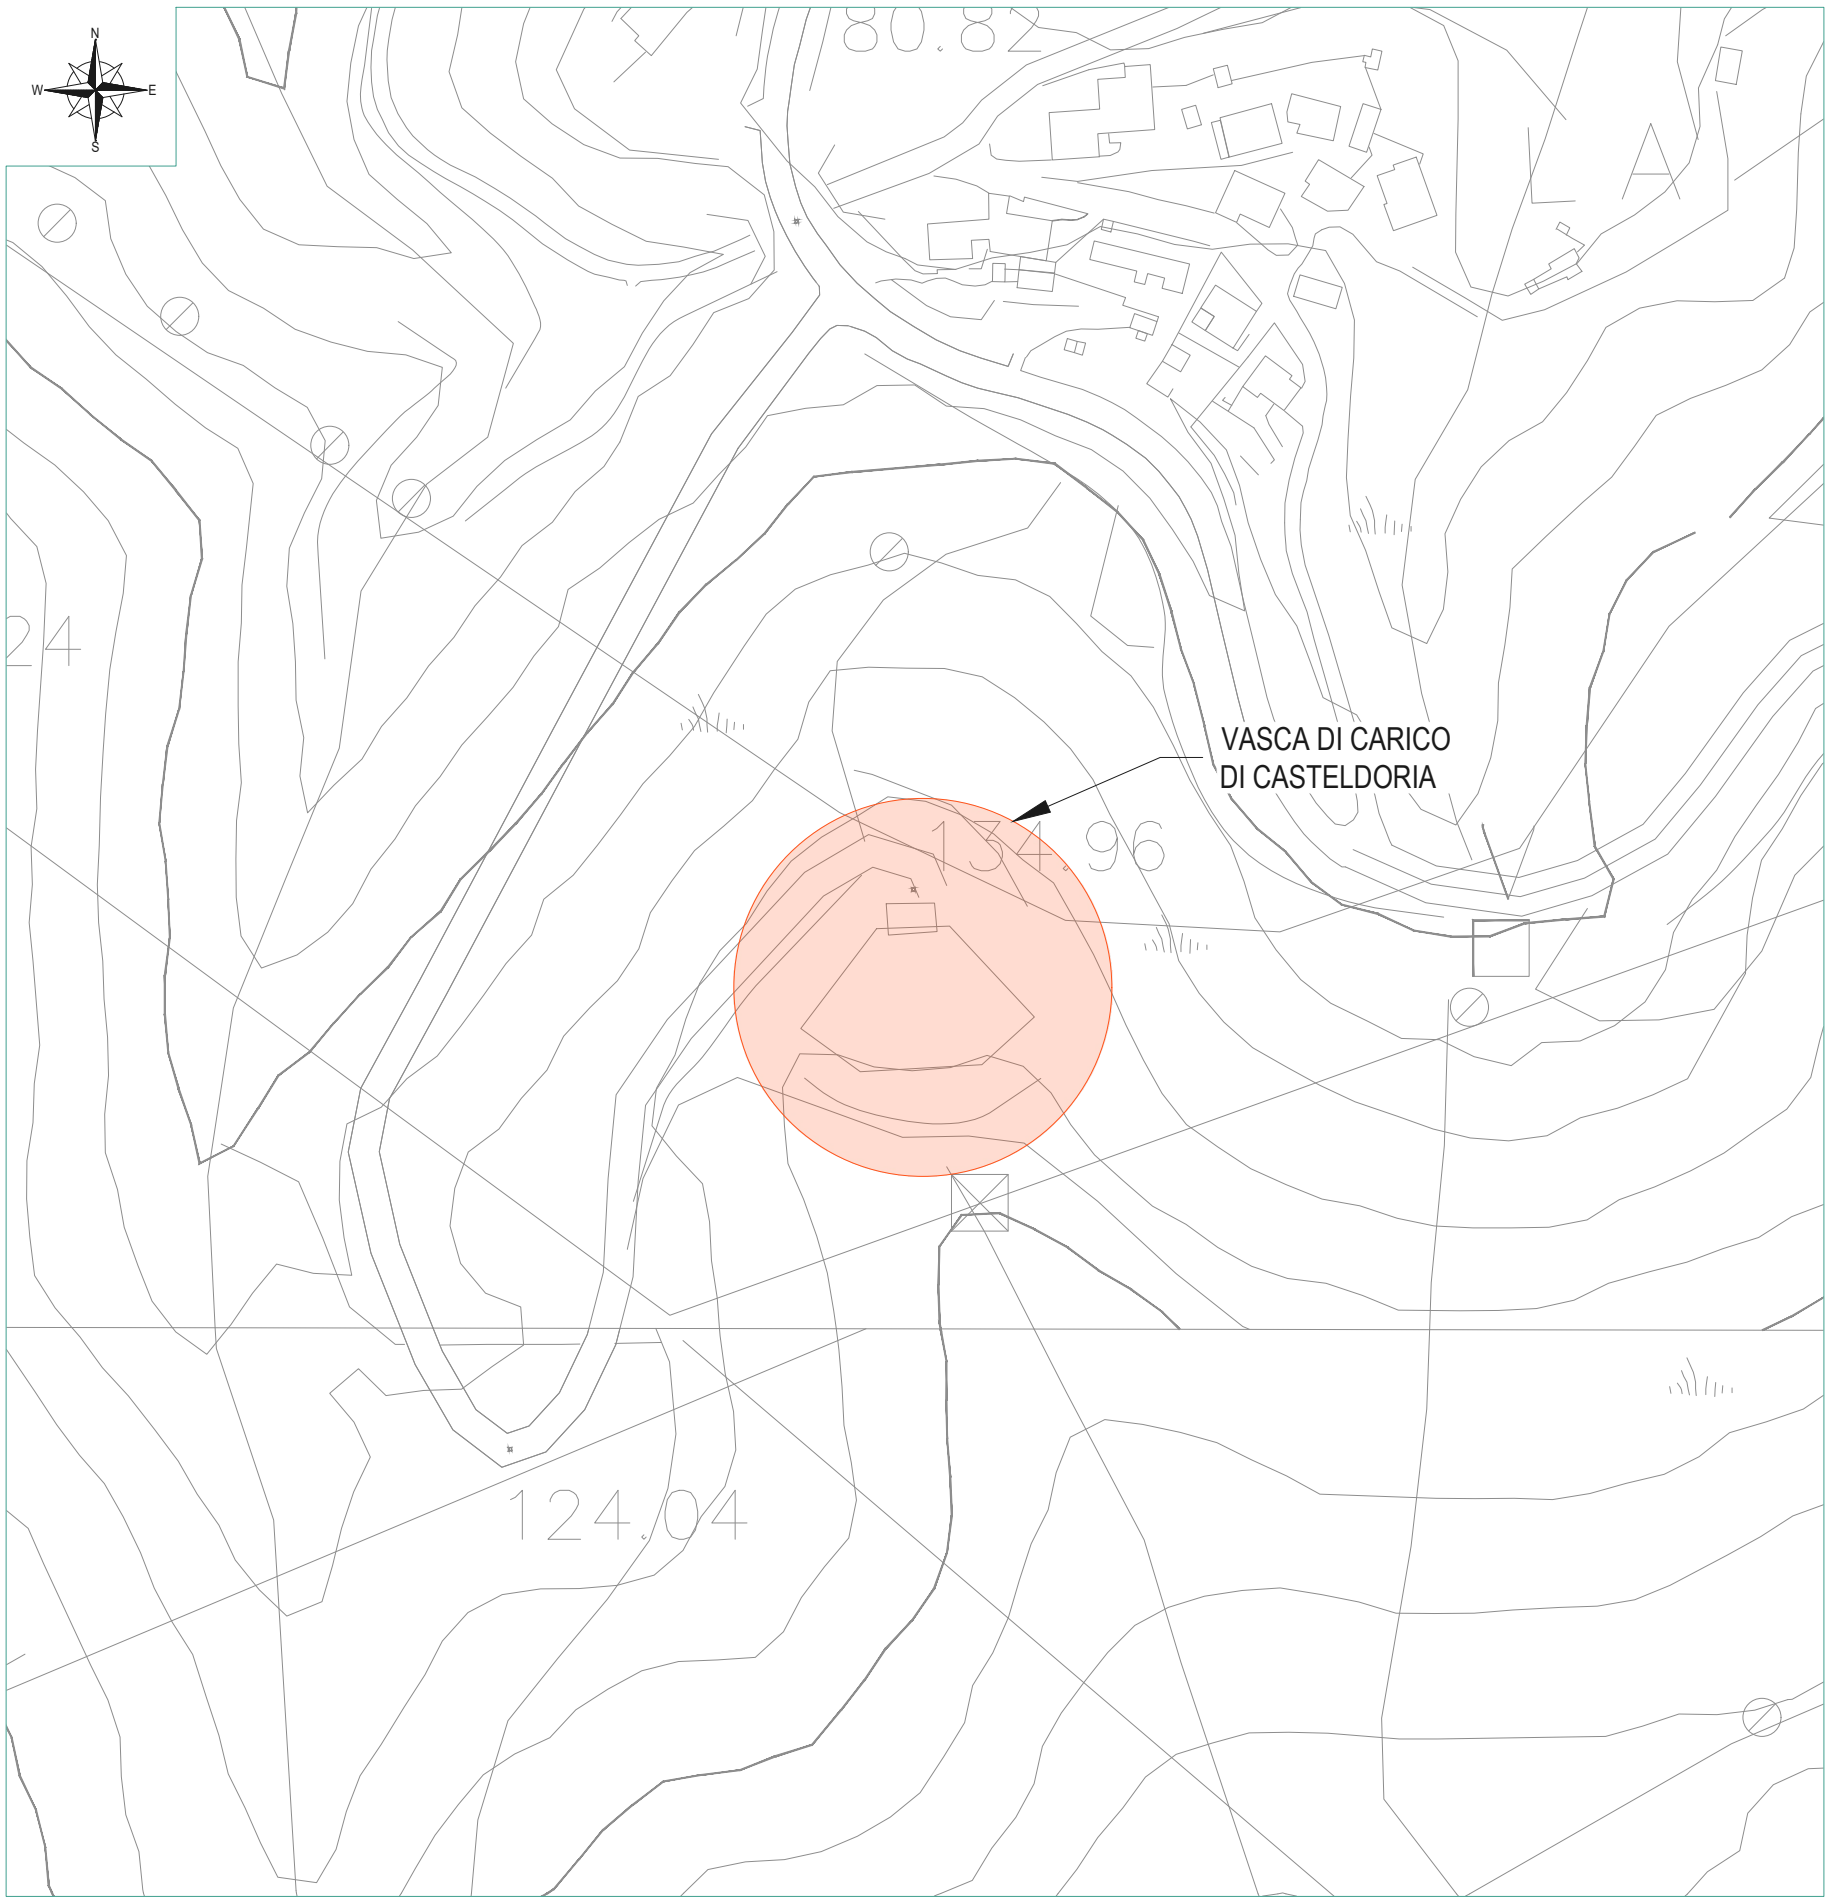 80.82
N
W E
S
A
24
VASCA DI CARICO
DI CASTELDORIA
134.96
124.04